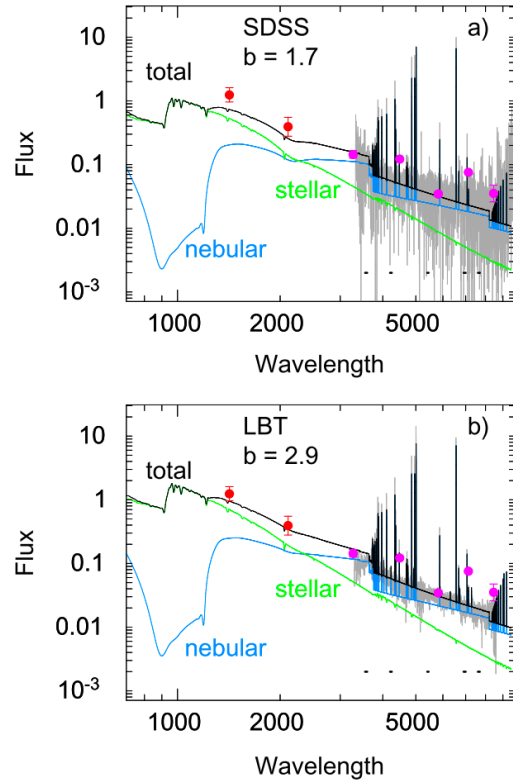 SDSS
b = 1.7
a)
total
stellar
nebular
Flux
10
1
0.1
0.01
10-3
1000
2000
5000
Wavelength
LBT
b = 2.9
b)
total
stellar
nebular
Flux
10
1
0.1
0.01
10-3
1000
2000
5000
Wavelength